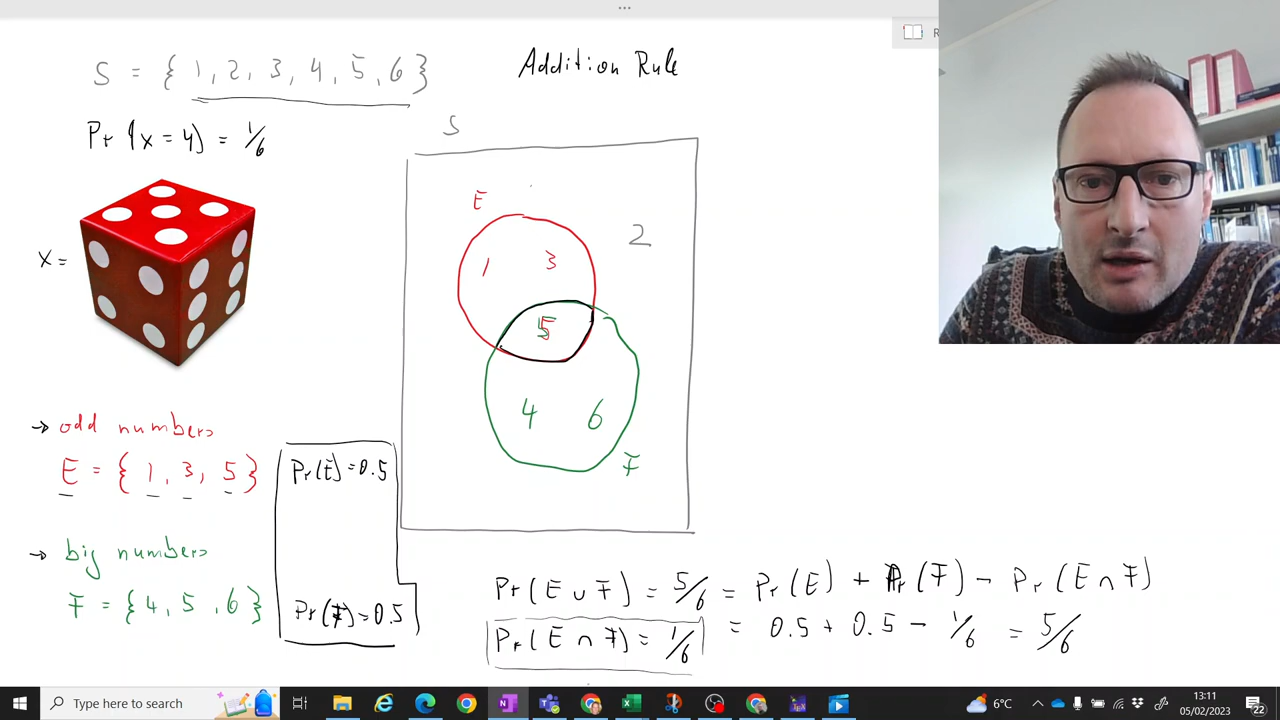 S = { 1, 2, 3, 4, 5, 6 }
Addition Rule
R
Pr (x = 4) = 1/6
S
E
2
1 3
x =
5
4 6
F
→ odd numbers
E = { 1, 3, 5 }
Pr(E) = 0.5
→ big numbers
F = { 4, 5, 6 }
Pr(F) = 0.5
Pr(E ∪ F) = 5/6 = Pr(E) + Pr(F) - Pr(E ∩ F)
Pr(E ∩ F) = 1/6 = 0.5 + 0.5 - 1/6 = 5/6
Type here to search
6°C
13:11
05/02/2023
22